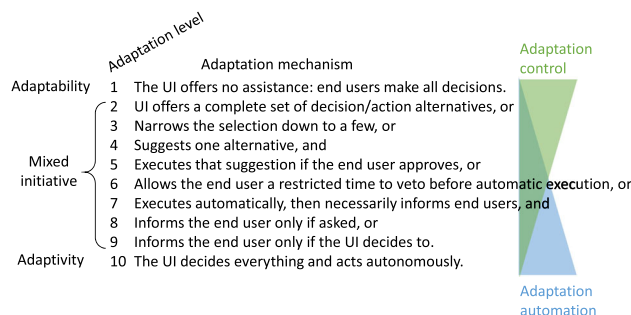 Adaptation level
Adaptation mechanism
Adaptation
control
Adaptability
1 The UI offers no assistance: end users make all decisions.
2 UI offers a complete set of decision/action alternatives, or
3 Narrows the selection down to a few, or
4 Suggests one alternative, and
Mixed
initiative
5 Executes that suggestion if the end user approves, or
6 Allows the end user a restricted time to veto before automatic execution, or
7 Executes automatically, then necessarily informs end users, and
8 Informs the end user only if asked, or
9 Informs the end user only if the UI decides to.
Adaptivity
10 The UI decides everything and acts autonomously.
Adaptation
automation